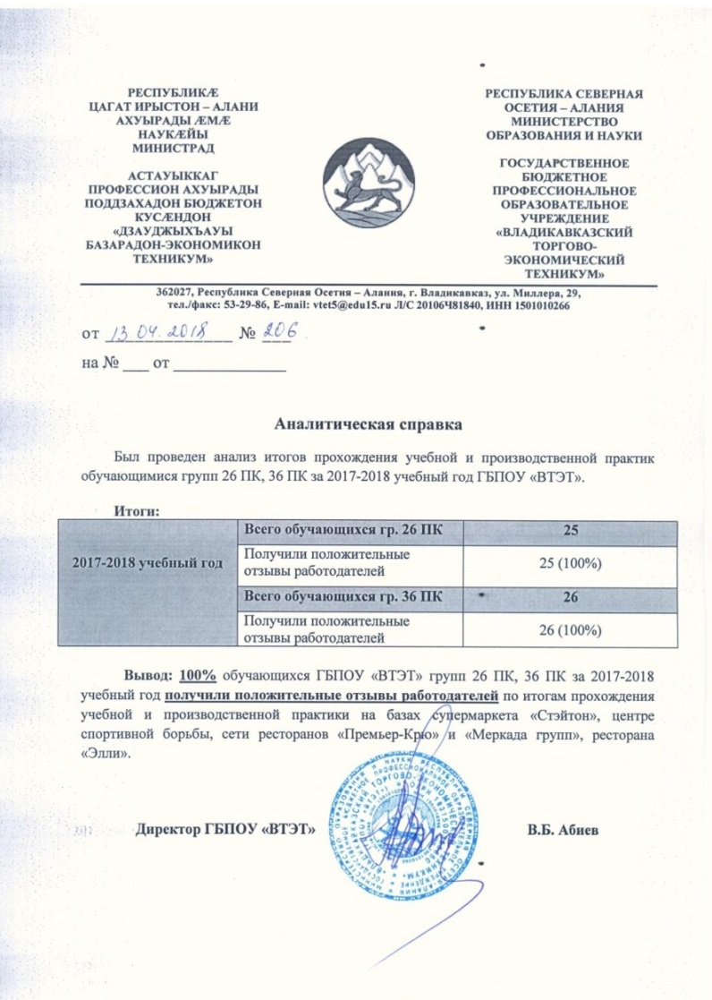 РЕСПУБЛИКÆ
ЦАГАТ ИРЫСТОН – АЛАНИ
АХУЫРАДЫ ÆМÆ
НАУКÆЙЫ
МИНИСТРАД
АСТАУЫККАГ
ПРОФЕССИОН АХУЫРАДЫ
ПОДДЗАХАДОН БЮДЖЕТОН
КУСÆНДОН
«ДЗАУДЖЫХЪАУЫ
БАЗАРАДОН-ЭКОНОМИКОН
ТЕХНИКУМ»
РЕСПУБЛИКА СЕВЕРНАЯ
ОСЕТИЯ – АЛАНИЯ
МИНИСТЕРСТВО
ОБРАЗОВАНИЯ И НАУКИ
ГОСУДАРСТВЕННОЕ
БЮДЖЕТНОЕ
ПРОФЕССИОНАЛЬНОЕ
ОБРАЗОВАТЕЛЬНОЕ
УЧРЕЖДЕНИЕ
«ВЛАДИКАВКАЗСКИЙ
ТОРГОВО-
ЭКОНОМИЧЕСКИЙ
ТЕХНИКУМ»
362027, Республика Северная Осетия – Алания, г. Владикавказ, ул. Миллера, 29,
тел./факс: 53-29-86, E-mail: vtet5@edu15.ru Л/С 20106Ч81840, ИНН 1501010266
от 13.04.2018 № 206
на № ___ от ______________
Аналитическая справка
Был проведен анализ итогов прохождения учебной и производственной практик
обучающимися групп 26 ПК, 36 ПК за 2017-2018 учебный год ГБПОУ «ВТЭТ».
Итоги:
2017-2018 учебный год
Всего обучающихся гр. 26 ПК 25
Получили положительные
отзывы работодателей 25 (100%)
Всего обучающихся гр. 36 ПК 26
Получили положительные
отзывы работодателей 26 (100%)
Вывод: 100% обучающихся ГБПОУ «ВТЭТ» групп 26 ПК, 36 ПК за 2017-2018
учебный год получили положительные отзывы работодателей по итогам прохождения
учебной и производственной практики на базах супермаркета «Стэйтон», центре
спортивной борьбы, сети ресторанов «Премьер-Крю» и «Меркада групп», ресторана
«Элли».
Директор ГБПОУ «ВТЭТ» В.Б. Абиев